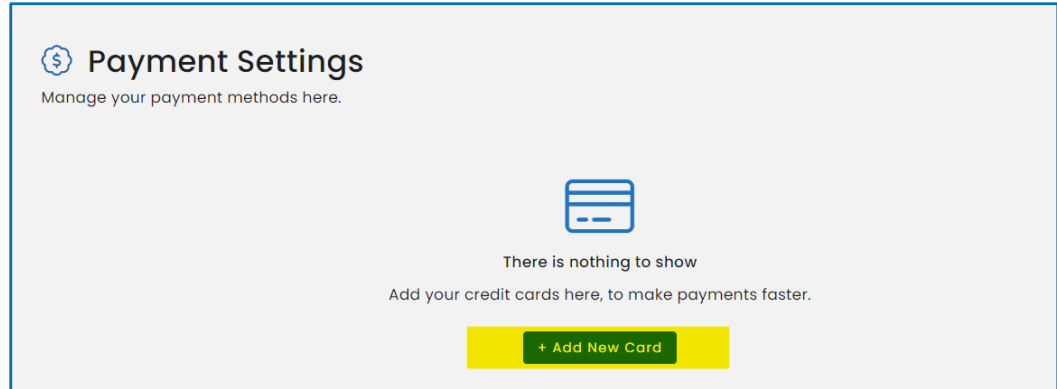 Payment Settings
Manage your payment methods here.
There is nothing to show
Add your credit cards here, to make payments faster.
+ Add New Card